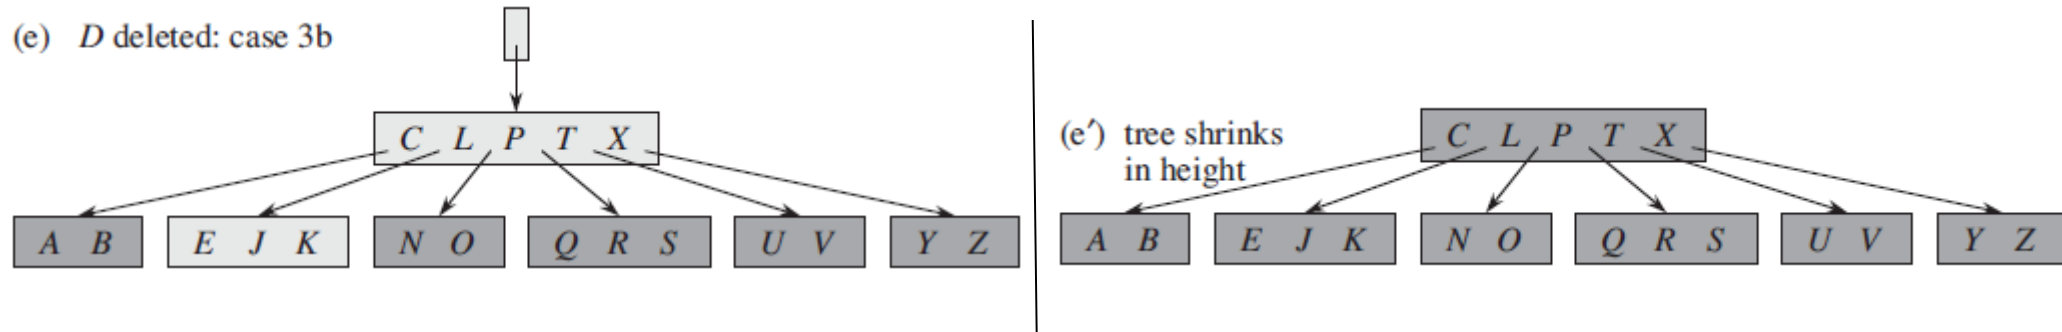 (e) D deleted: case 3b
C L P T X
A B E J K N O Q R S U V Y Z
(e′) tree shrinks
in height
C L P T X
A B E J K N O Q R S U V Y Z